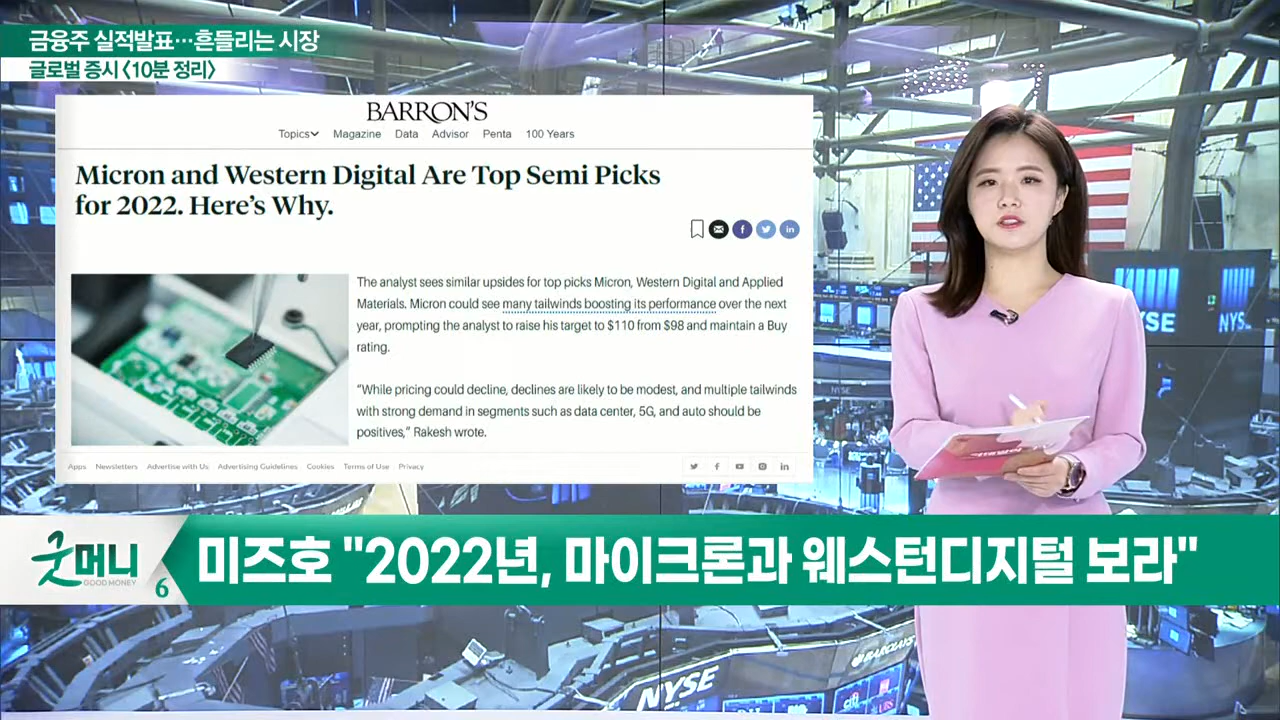 금융주 실적발표…흔들리는 시장
글로벌 증시 <10분 정리>
BARRON'S
Topics Magazine Data Advisor Penta 100 Years
Micron and Western Digital Are Top Semi Picks
for 2022. Here's Why.
The analyst sees similar upsides for top picks Micron, Western Digital and Applied
Materials. Micron could see many tailwinds boosting its performance over the next
year, prompting the analyst to raise his target to $110 from $98 and maintain a Buy
rating.
"While pricing could decline, declines are likely to be modest, and multiple tailwinds
with strong demand in segments such as data center, 5G, and auto should be
positives," Rakesh wrote.
Apps Newsletters Advertise with Us Advertising Guidelines Cookies Terms of Use Privacy
YSE
NYS
굿머니
GOOD MONEY
6
미즈호 "2022년, 마이크론과 웨스턴디지털 보라"
BARCLAYS
NYSE
citi
UBS